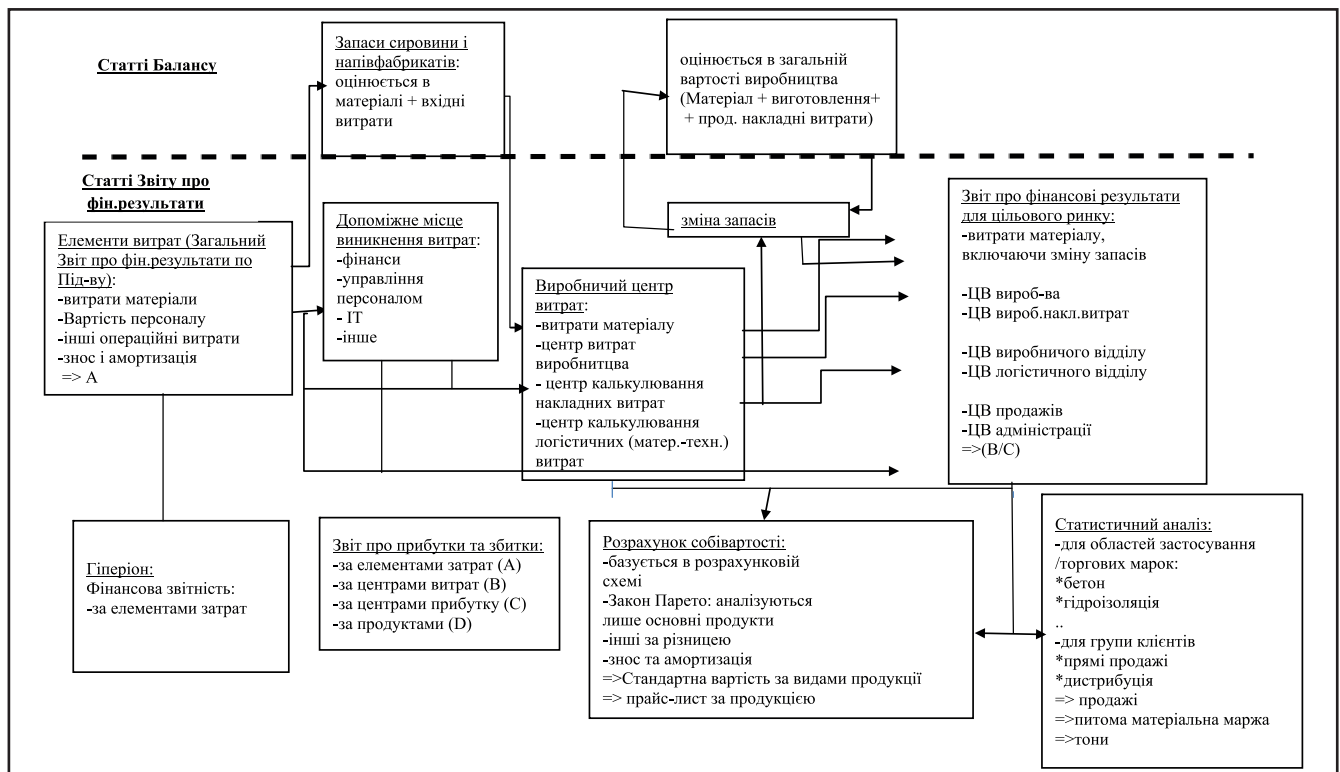 Статті Балансу
Запаси сировини і
напівфабрикатів:
оцінюється в
матеріалі + вхідні
витрати
оцінюється в загальній
вартості виробництва
(Матеріал + виготовлення+
+ прод. накладні витрати)
Статті Звіту про
фін.результати
Елементи витрат (Загальний
Звіт про фін.результати по
Під-ву):
-витрати матеріали
-Вартість персоналу
-інші операційні витрати
-знос і амортизація
=> A
Допоміжне місце
виникнення витрат:
-фінанси
-управління
персоналом
- ІТ
-інше
зміна запасів
Виробничий центр
витрат:
-витрати матеріалу
-центр витрат
виробнитцва
- центр калькулювання
накладних витрат
-центр калькулювання
логістичних (матер.-техн.)
витрат
Звіт про фінансові результати
для цільового ринку:
-витрати матеріалу,
включаючи зміну запасів
-ЦВ вироб-ва
-ЦВ вироб.накл.витрат
-ЦВ виробничого відділу
-ЦВ логістичного відділу
-ЦВ продажів
-ЦВ адміністрації
=>(B/C)
Гіперіон:
Фінансова звітність:
-за елементами затрат
Звіт про прибутки та збитки:
-за елементами затрат (A)
-за центрами витрат (B)
-за центрами прибутку (C)
-за продуктами (D)
Розрахунок собівартості:
-базується в розрахунковій
схемі
-Закон Парето: аналізуються
лише основні продукти
-інші за різницею
-знос та амортизація
=>Стандартна вартість за видами продукції
=> прайс-лист за продукцією
Статистичний аналіз:
-для областей застосування
/торгових марок:
*бетон
*гідроізоляція
..
-для групи клієнтів
*прямі продажі
*дистрибуція
=> продажі
=>питома матеріальна маржа
=>тони